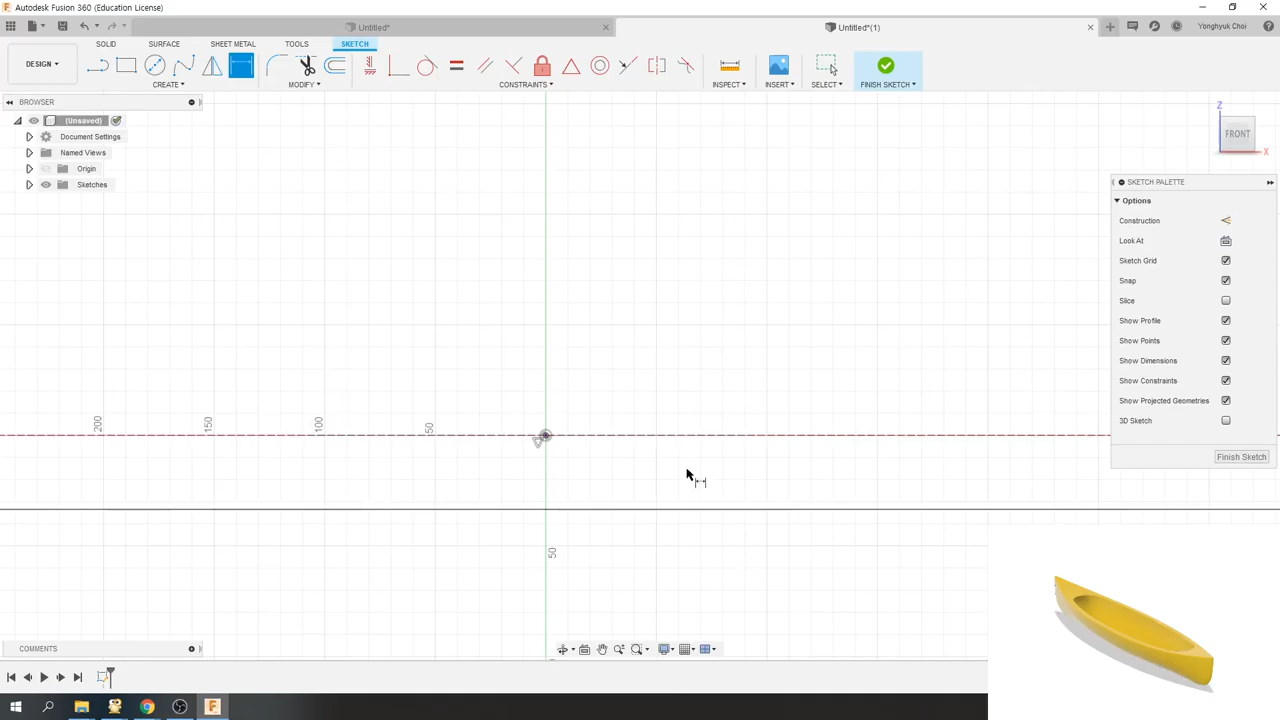 Autodesk Fusion 360 (Education License)
Untitled*
Untitled*(1)
Yonghyuk Choi
DESIGN
SOLID
SURFACE
SHEET METAL
TOOLS
SKETCH
CREATE
MODIFY
CONSTRAINTS
INSPECT
INSERT
SELECT
FINISH SKETCH
BROWSER
(Unsaved)
Document Settings
Named Views
Origin
Sketches
Z
FRONT
X
SKETCH PALETTE
Options
Construction
Look At
Sketch Grid
Snap
Slice
Show Profile
Show Points
Show Dimensions
Show Constraints
Show Projected Geometries
3D Sketch
Finish Sketch
200
150
100
50
50
COMMENTS